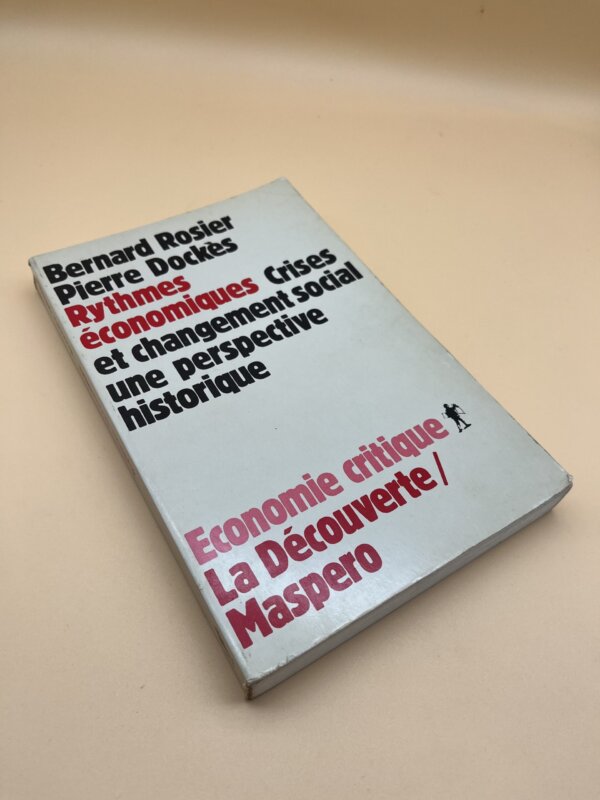 Bernard Rosier
Pierre Dockès
Rythmes
économiques Crises
et changement social
une perspective
historique
Economie critique
La Découverte/
Maspero